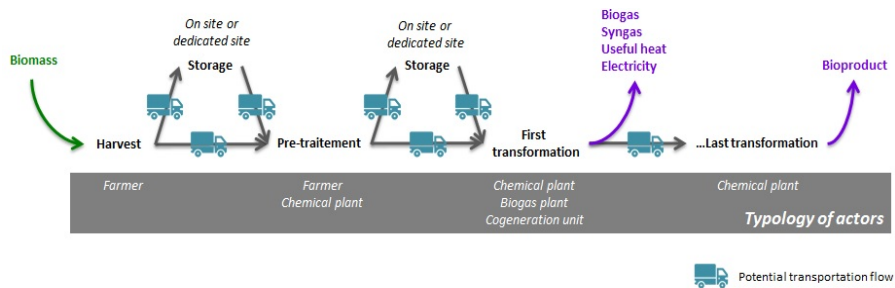 On site or
dedicated site
Storage
On site or
dedicated site
Storage
Biogas
Syngas
Useful heat
Electricity
Biomass
Bioproduct
Harvest
Pre-traitement
First
transformation
...Last transformation
Farmer
Farmer
Chemical plant
Chemical plant
Biogas plant
Cogeneration unit
Chemical plant
Typology of actors
Potential transportation flow